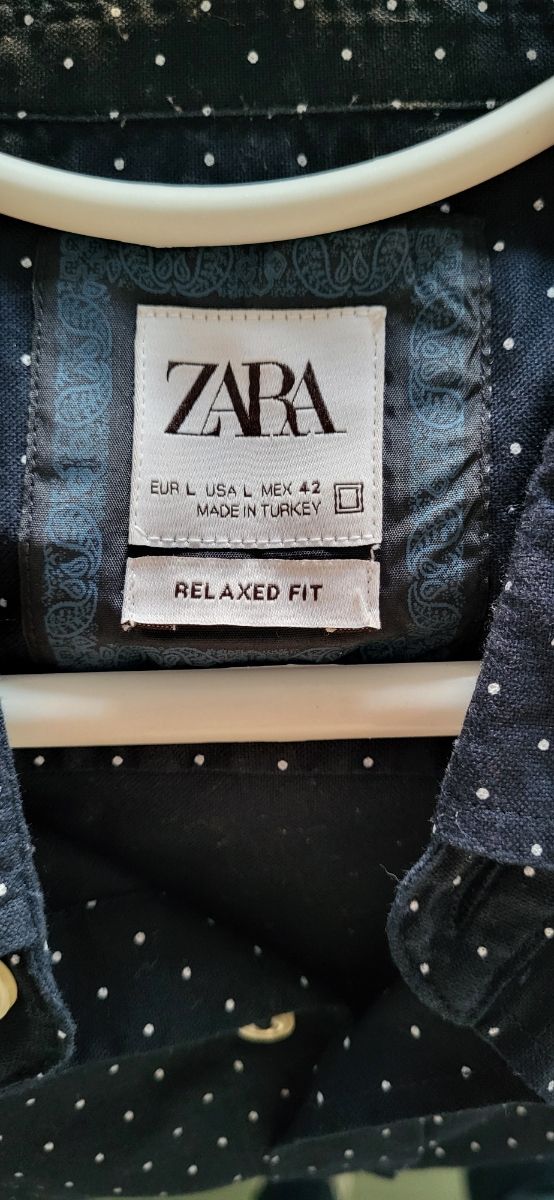 ZARA
EUR L USA L MEX 42
MADE IN TURKEY
RELAXED FIT